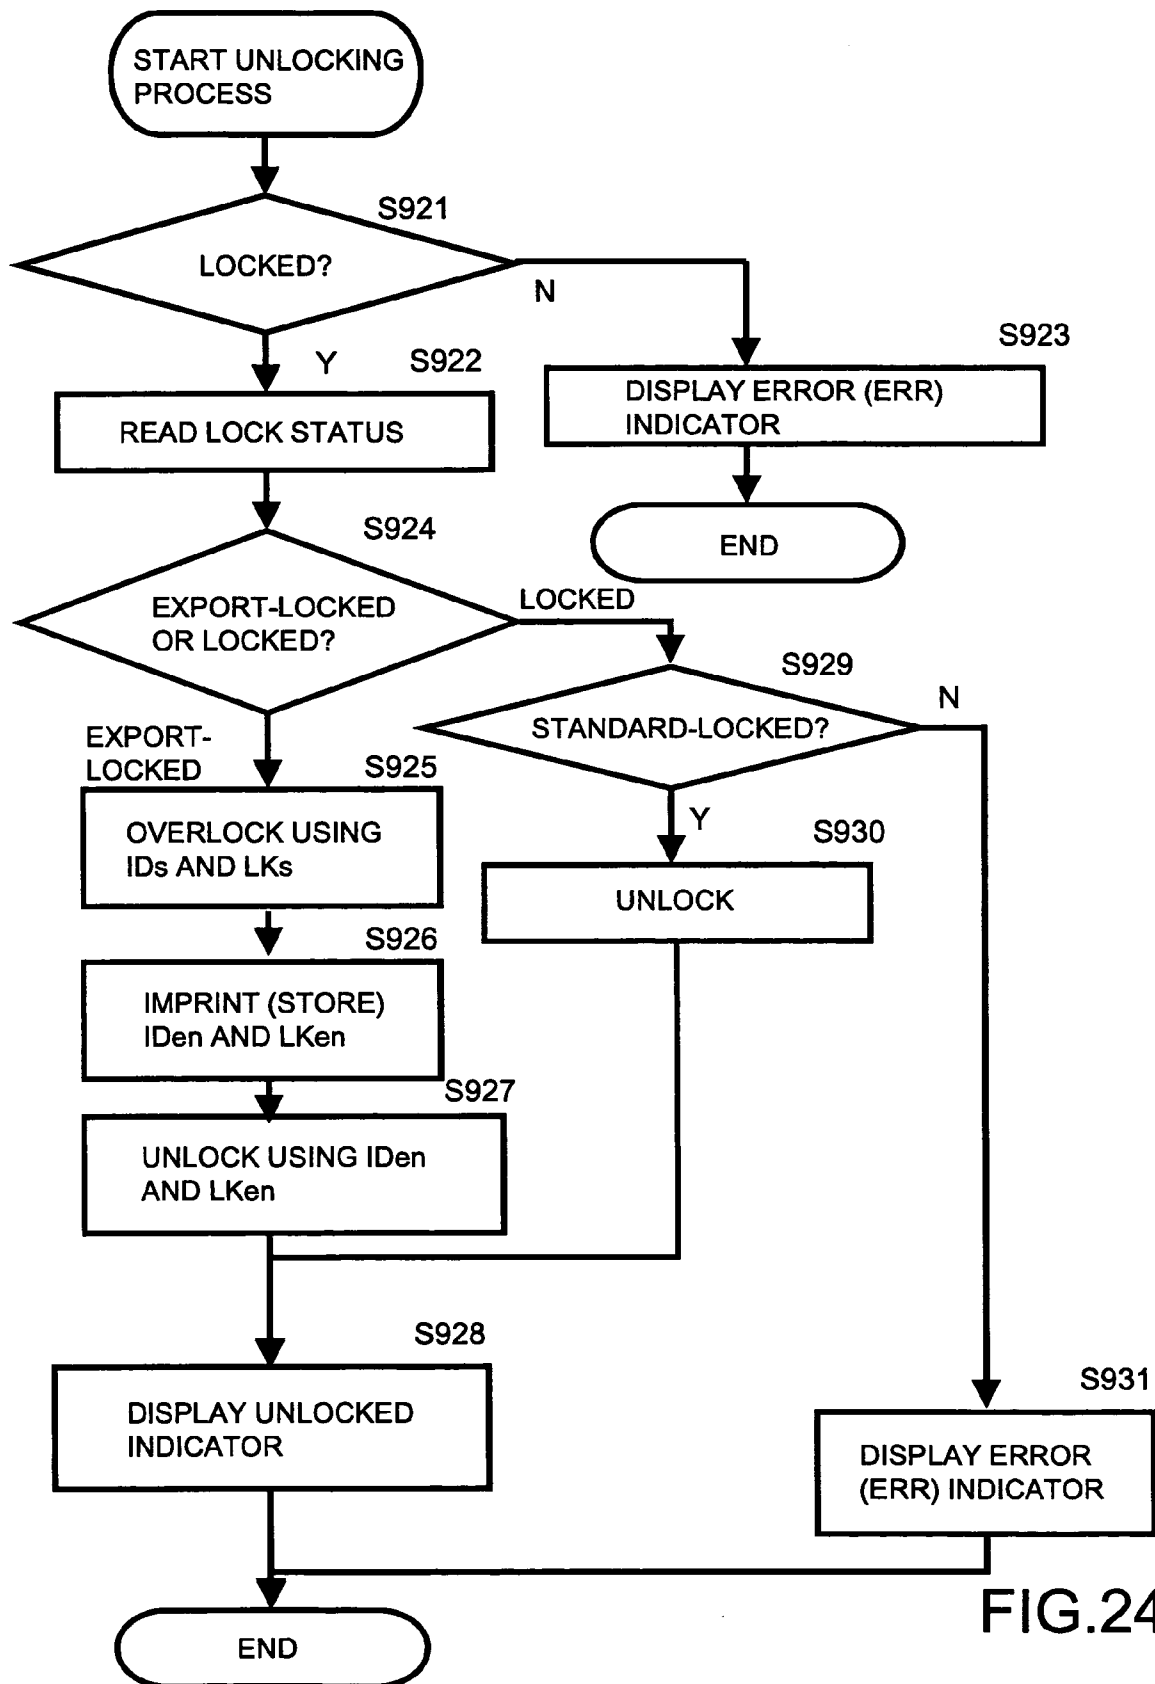 START UNLOCKING
PROCESS
S921
LOCKED?
N
Y
S922
S923
READ LOCK STATUS
DISPLAY ERROR (ERR)
INDICATOR
END
S924
EXPORT-LOCKED
OR LOCKED?
LOCKED
S929
STANDARD-LOCKED?
N
Y
EXPORT-
LOCKED
S925
OVERLOCK USING
IDs AND LKs
S930
UNLOCK
S926
IMPRINT (STORE)
IDen AND LKen
S927
UNLOCK USING IDen
AND LKen
S928
DISPLAY UNLOCKED
INDICATOR
S931
DISPLAY ERROR
(ERR) INDICATOR
END
FIG.24